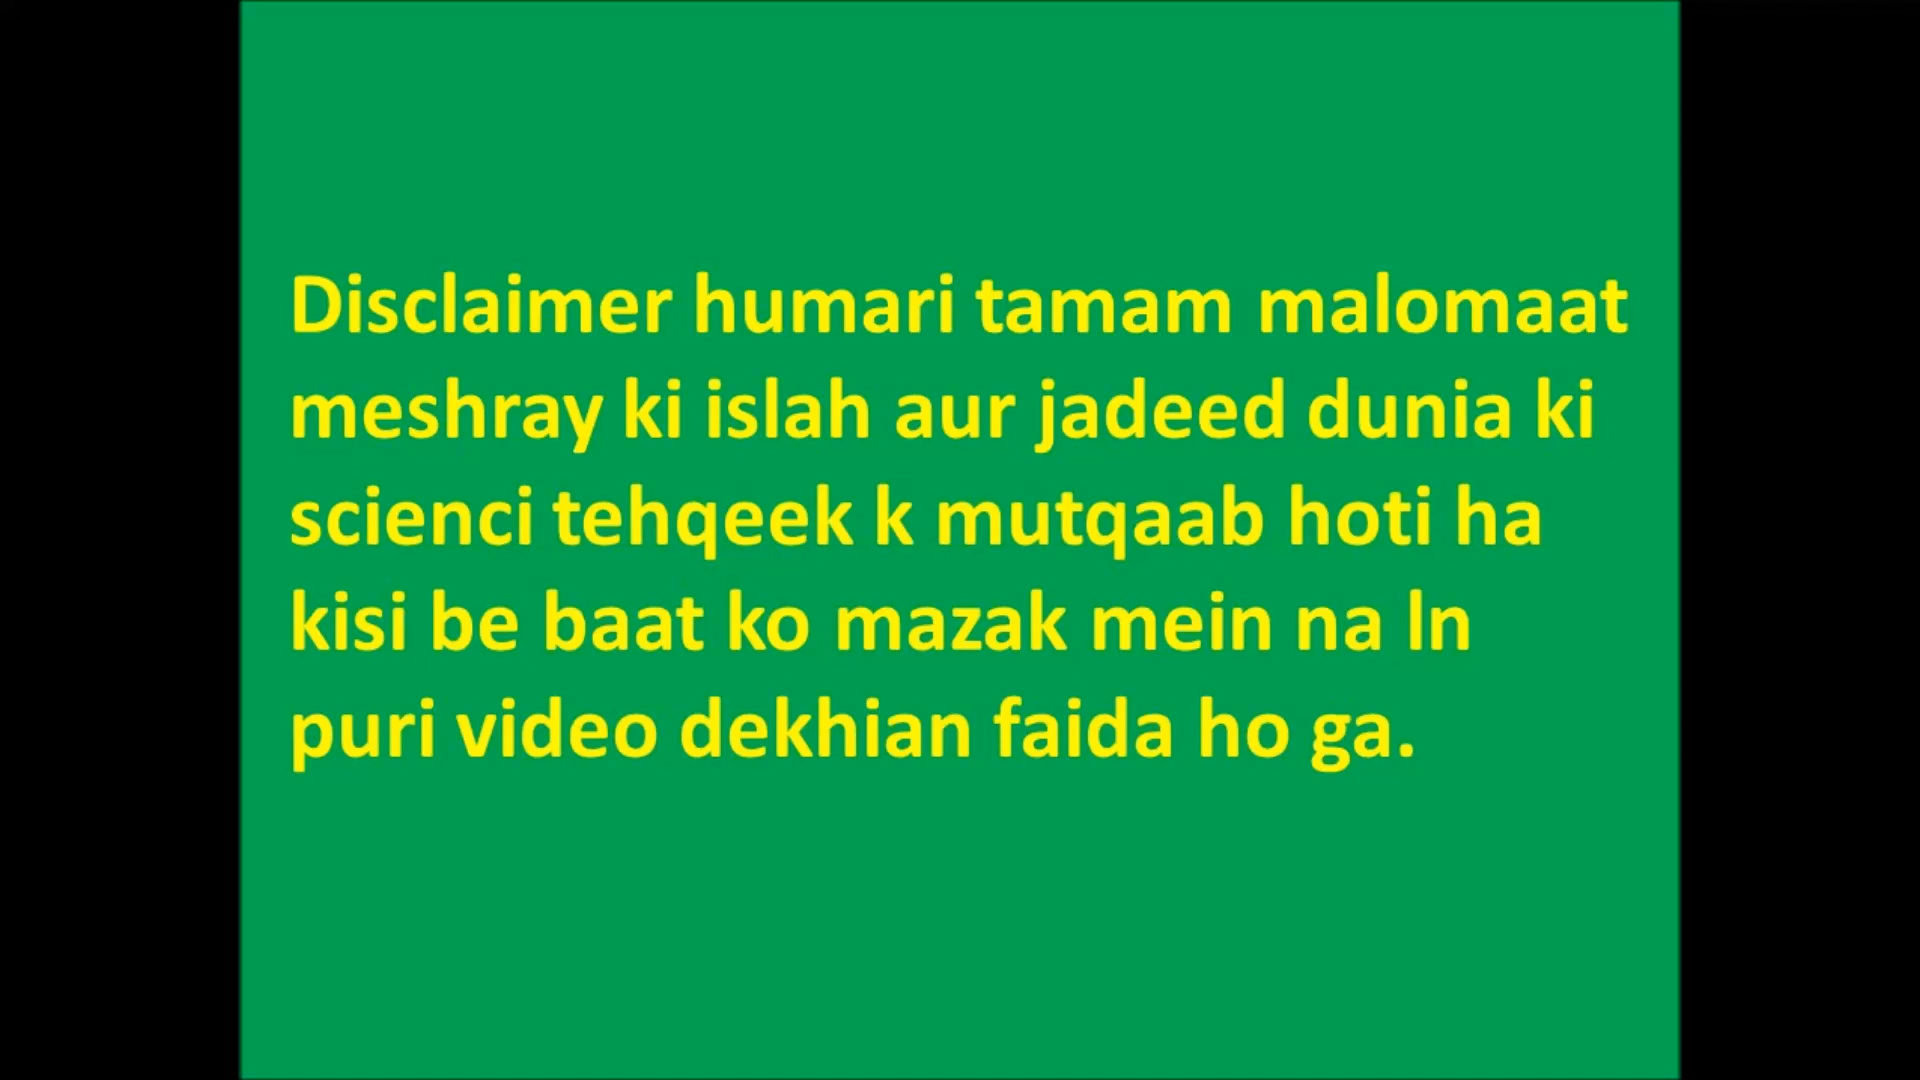 Disclaimer humari tamam malomaat
meshray ki islah aur jadeed dunia ki
scienci tehqeek k mutqaab hoti ha
kisi be baat ko mazak mein na ln
puri video dekhian faida ho ga.